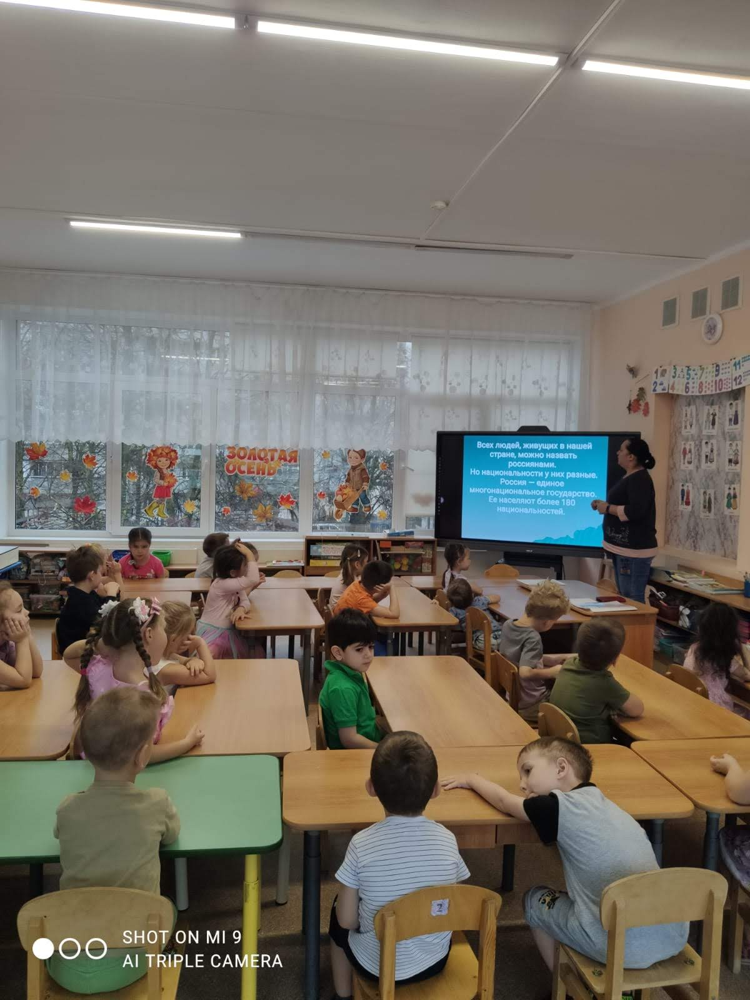 ЗОЛОТАЯ
ОСЕНЬ
Всех людей, живущих в нашей
стране, можно назвать
россиянами.
Но национальности у них разные.
Россия — единое
многонациональное государство.
Ее населяют более 180
национальностей.
1 3 5 7 9 11
2 4 6 8 10 12
2
SHOT ON MI 9
AI TRIPLE CAMERA